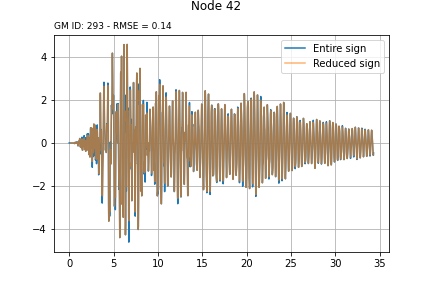 Node 42
GM ID: 293 - RMSE = 0.14
Entire sign
Reduced sign
4
2
0
−2
−4
0 5 10 15 20 25 30 35